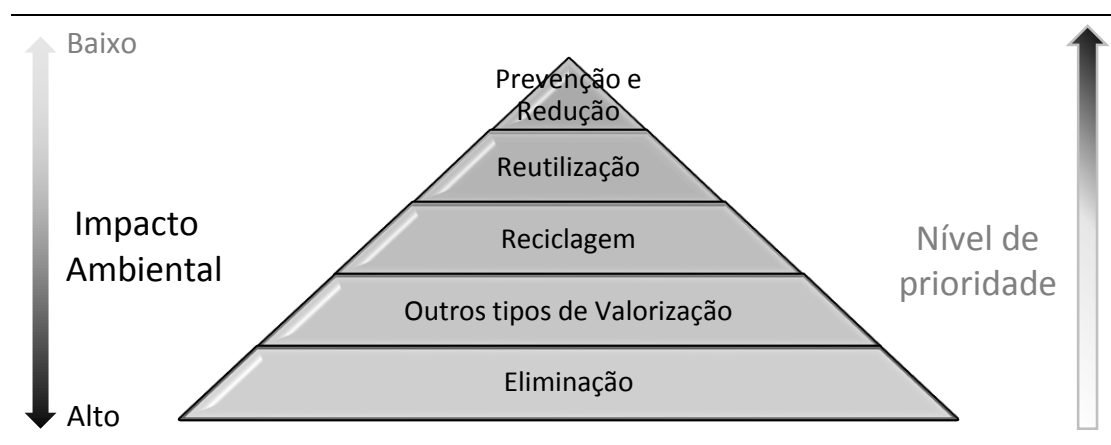 Baixo
Prevenção e
Redução
Reutilização
Impacto
Ambiental
Reciclagem
Nível de
prioridade
Outros tipos de Valorização
Eliminação
Alto